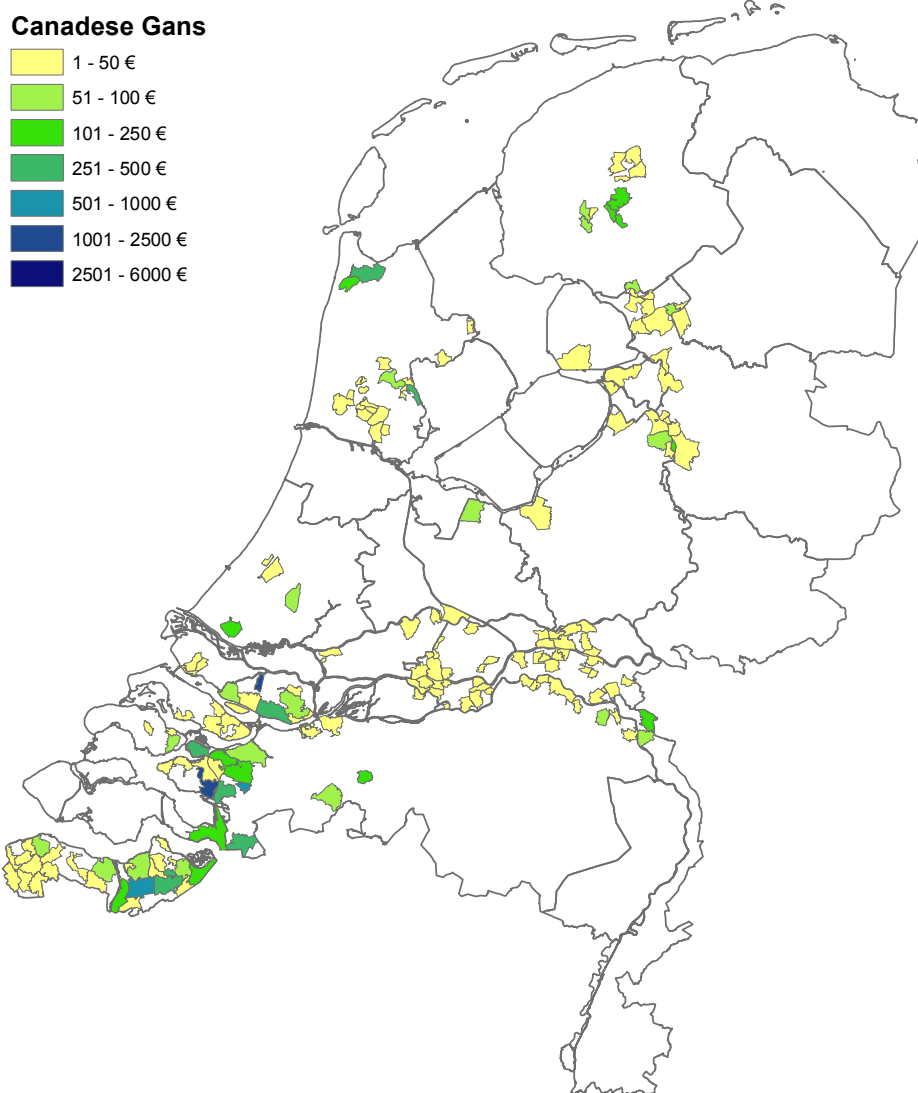 Canadese Gans
1 - 50 €
51 - 100 €
101 - 250 €
251 - 500 €
501 - 1000 €
1001 - 2500 €
2501 - 6000 €